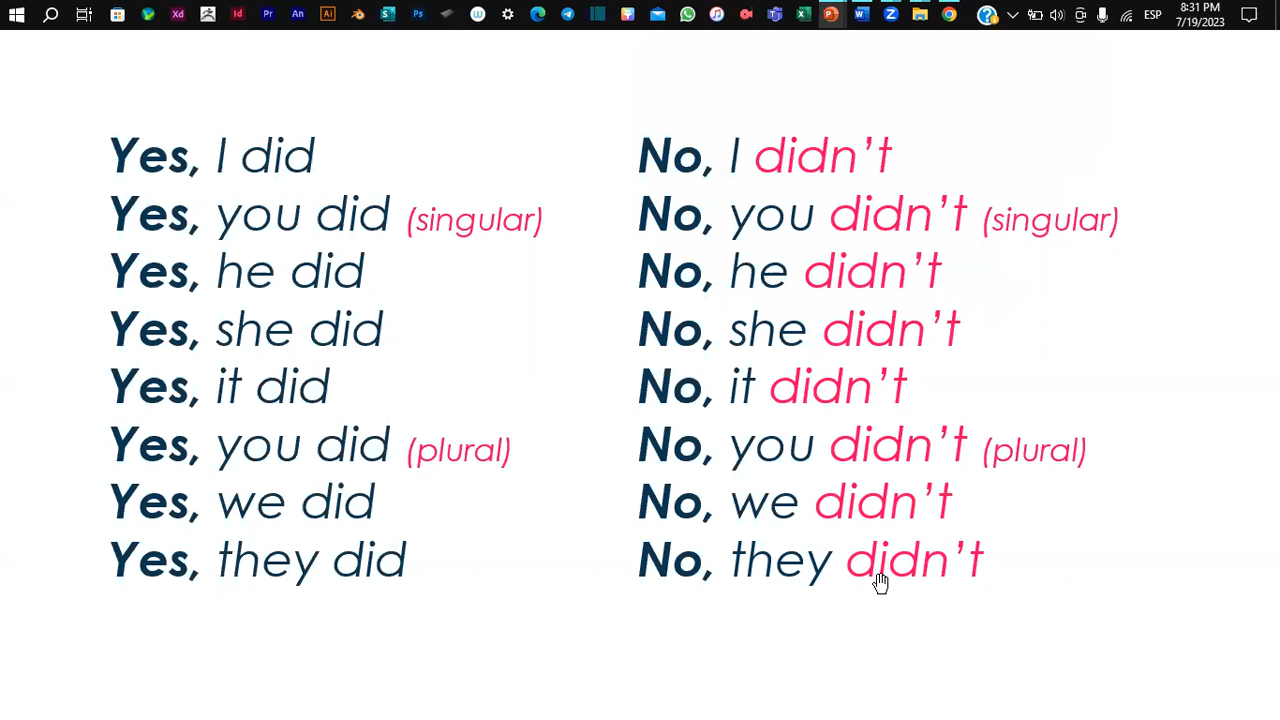 ESP
8:31 PM
7/19/2023
Yes, I did
Yes, you did (singular)
Yes, he did
Yes, she did
Yes, it did
Yes, you did (plural)
Yes, we did
Yes, they did
No, I didn’t
No, you didn’t (singular)
No, he didn’t
No, she didn’t
No, it didn’t
No, you didn’t (plural)
No, we didn’t
No, they didn’t